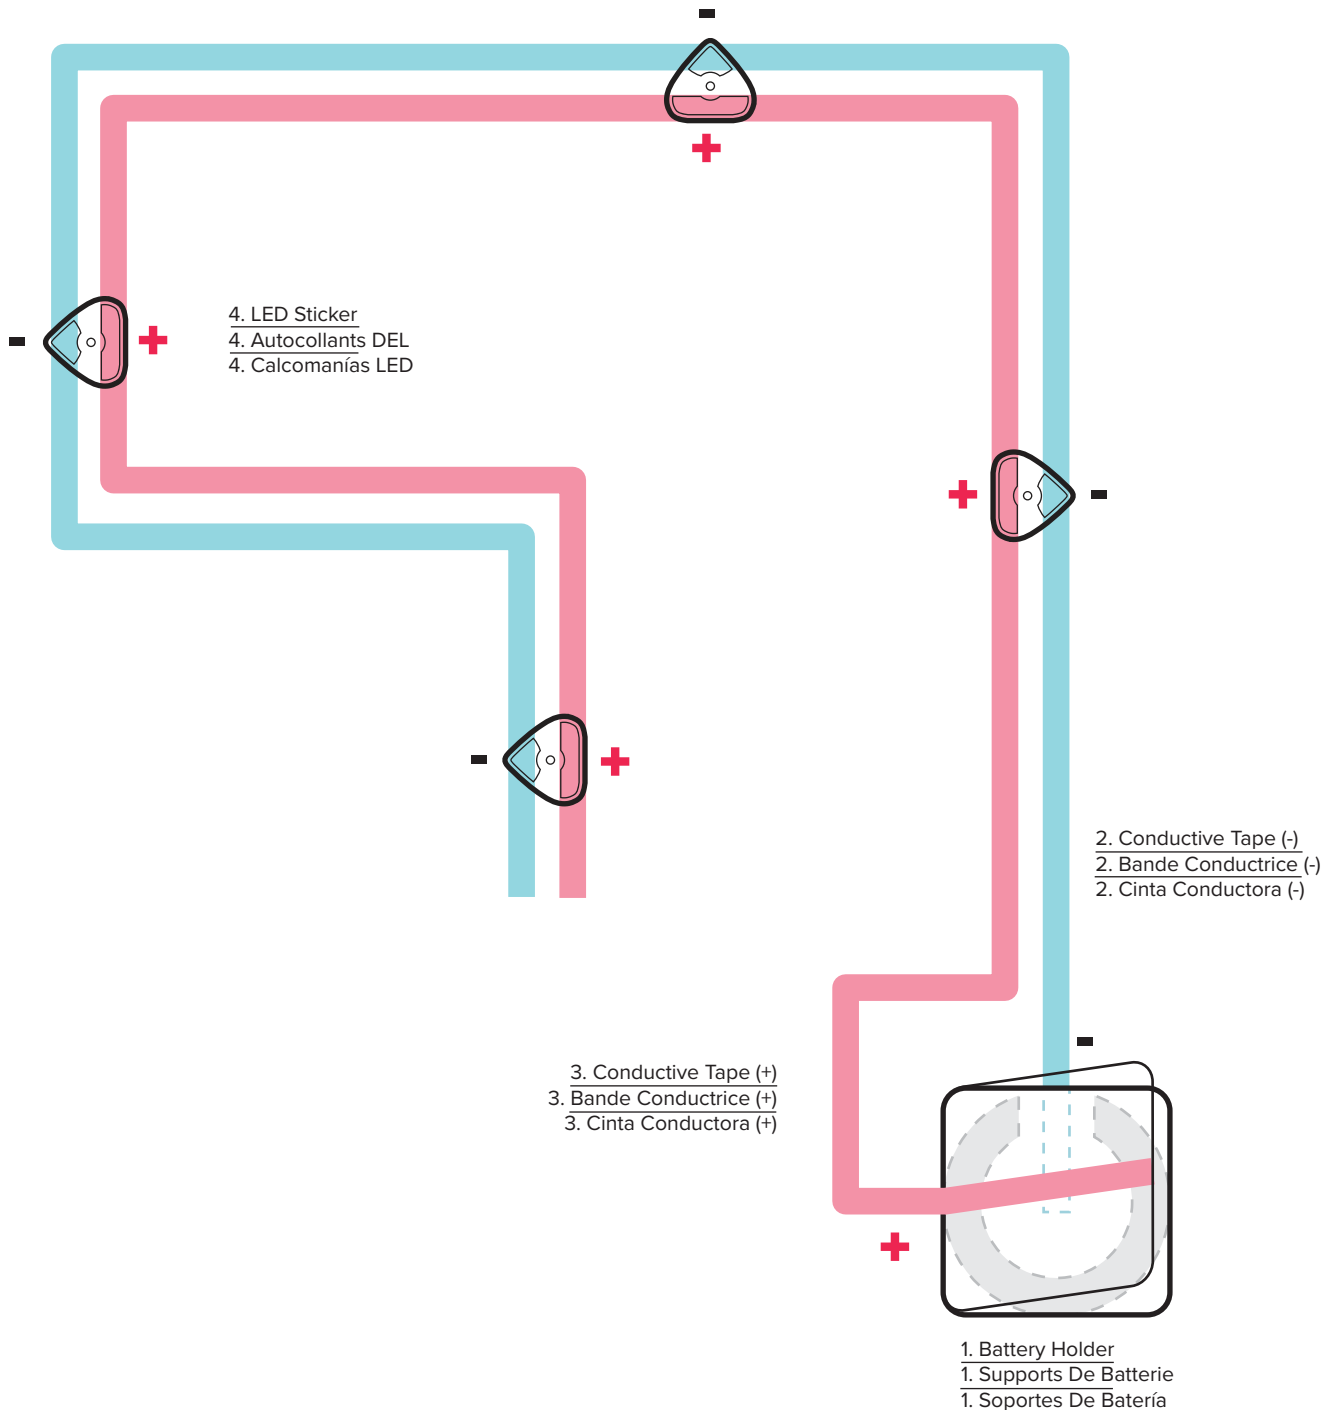 -
+
4. LED Sticker
4. Autocollants DEL
4. Calcomanías LED
-
+
+
-
-
+
2. Conductive Tape (-)
2. Bande Conductrice (-)
2. Cinta Conductora (-)
-
3. Conductive Tape (+)
3. Bande Conductrice (+)
3. Cinta Conductora (+)
+
1. Battery Holder
1. Supports De Batterie
1. Soportes De Batería